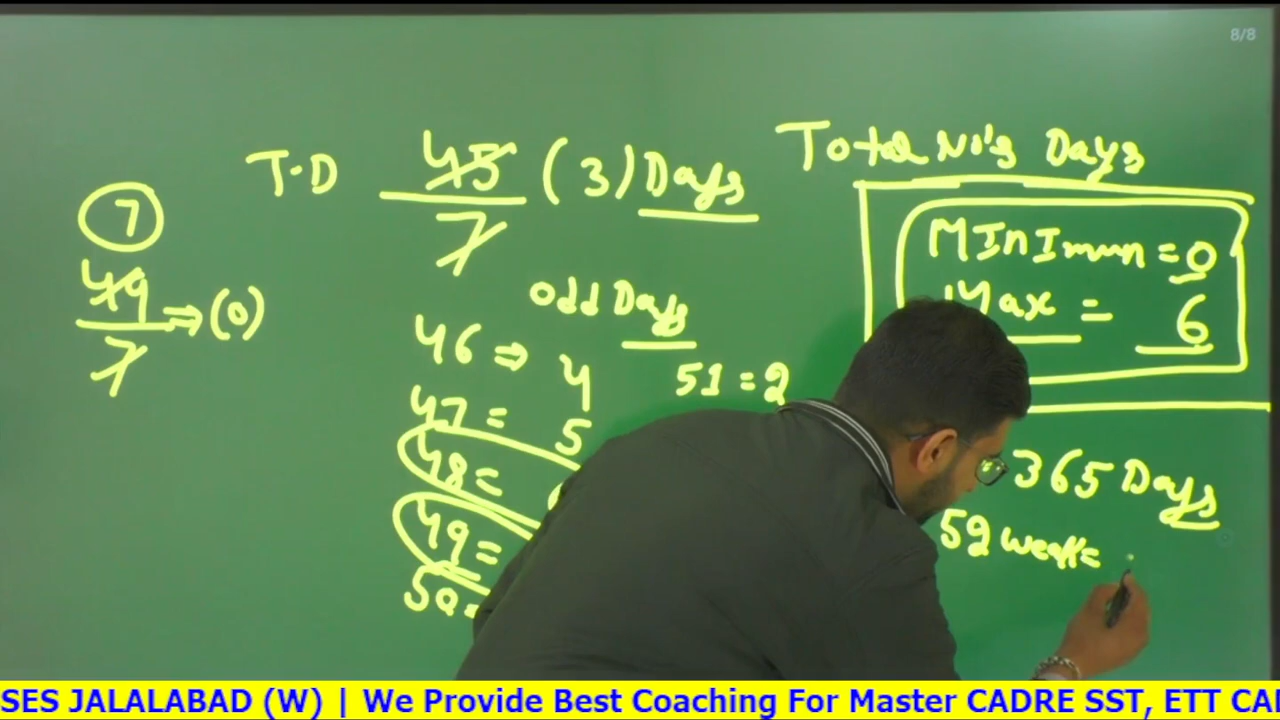 8/8
Total No's Days
T.D 45/7 (3) Days
7
49/7 ⇒ (0)
MInImum = 0
Max = 6
odd Days
46 ⇒ 4
51 = 2
47 = 5
48 =
49 =
50 =
365 Days
52 week =
SES JALALABAD (W) | We Provide Best Coaching For Master CADRE SST, ETT CA